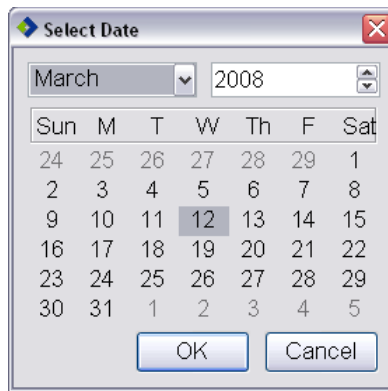 Select Date
March 2008
Sun M T W Th F Sat
24 25 26 27 28 29 1
2 3 4 5 6 7 8
9 10 11 12 13 14 15
16 17 18 19 20 21 22
23 24 25 26 27 28 29
30 31 1 2 3 4 5
OK Cancel